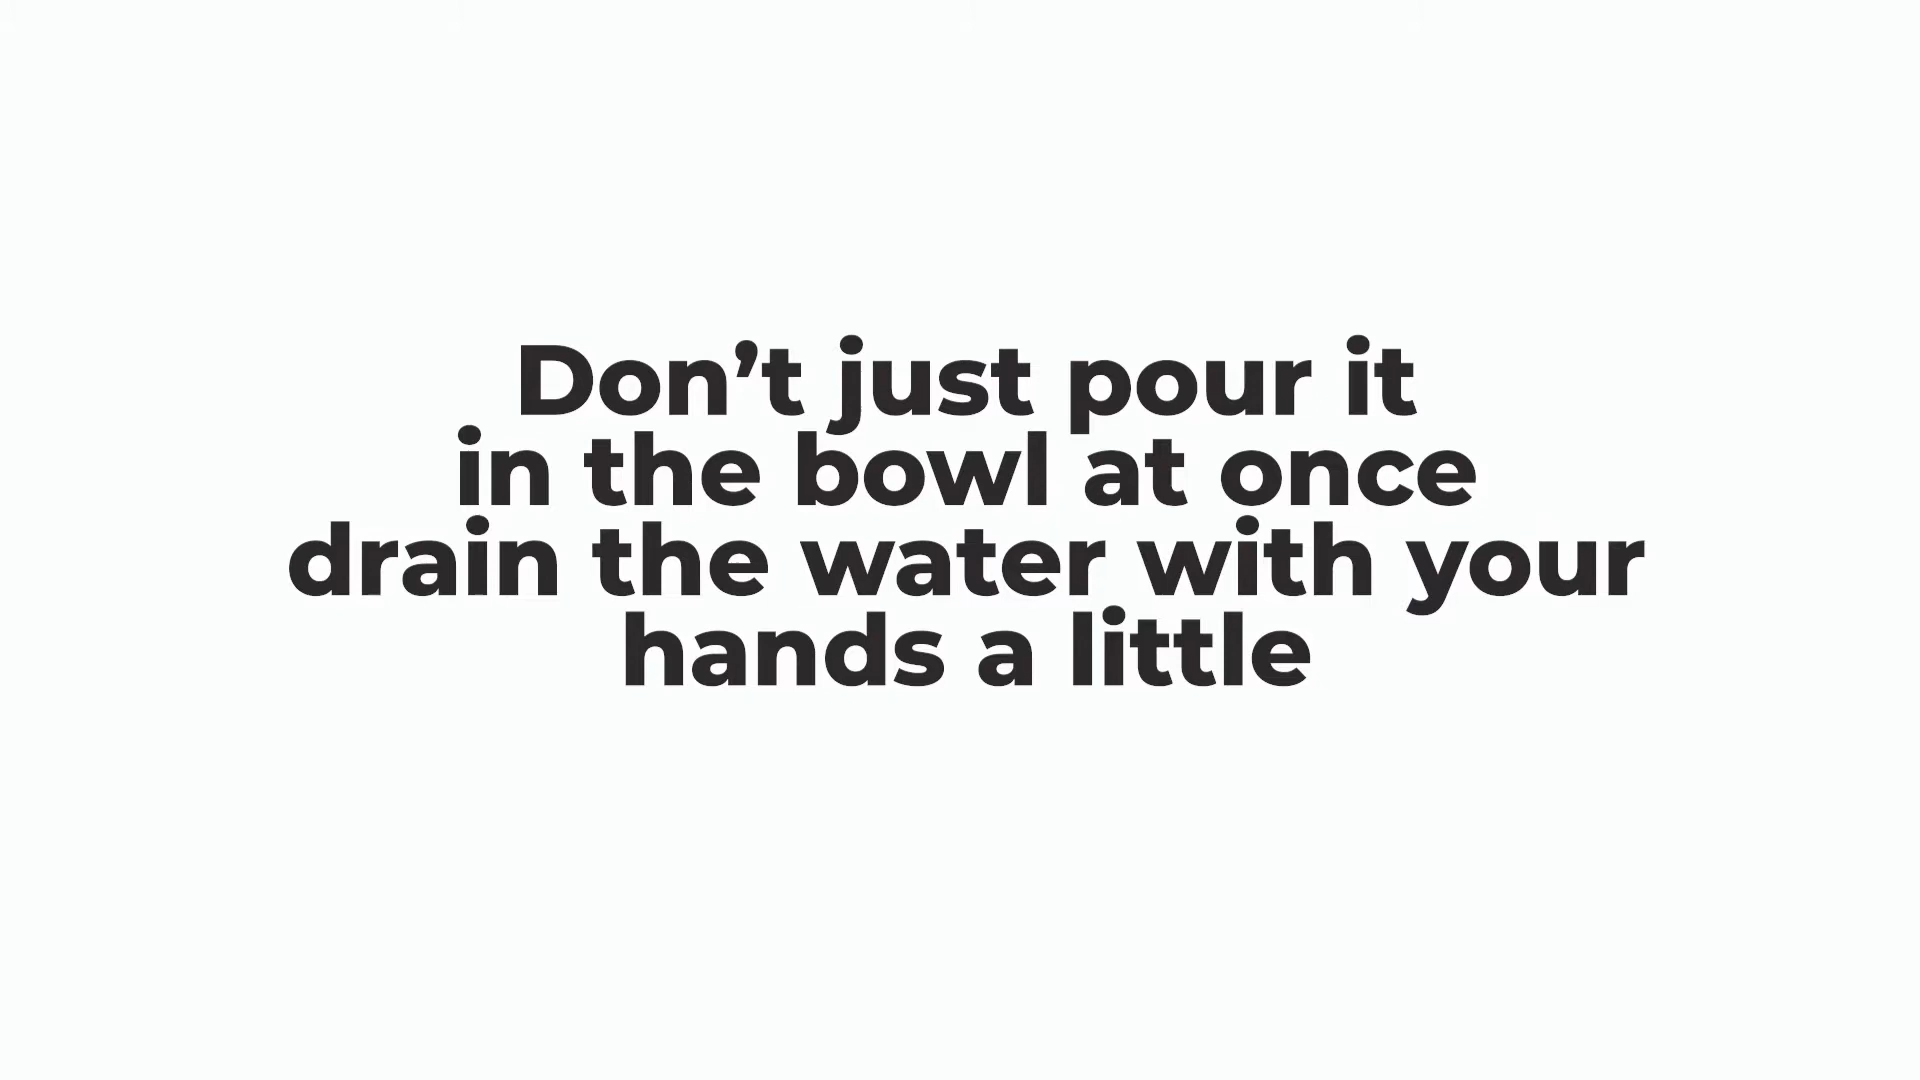 Don’t just pour it
in the bowl at once
drain the water with your
hands a little